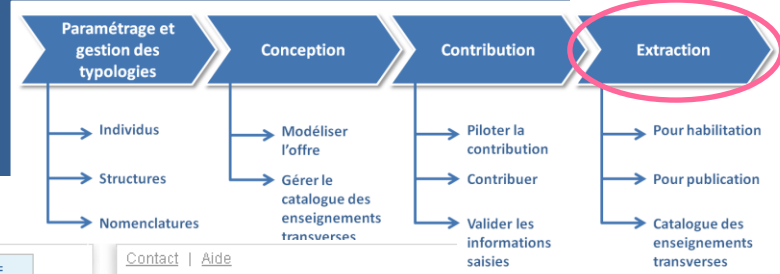 Paramétrage et
gestion des
typologies
Conception
Contribution
Extraction
Individus
Structures
Nomenclatures
Modéliser
l'offre
Gérer le
catalogue des
enseignements
transverses
Piloter la
contribution
Contribuer
Valider les
informations
saisies
Pour habilitation
Pour publication
Catalogue des
enseignements
transverses
Contact | Aide